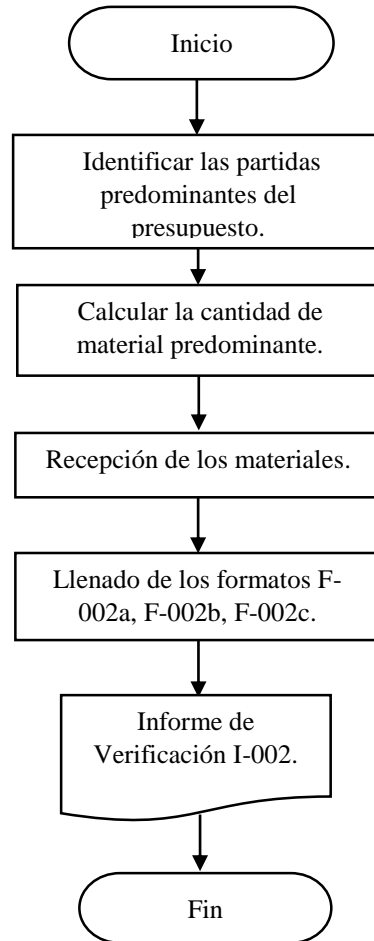 Inicio
Identificar las partidas
predominantes del
presupuesto.
Calcular la cantidad de
material predominante.
Recepción de los materiales.
Llenado de los formatos F-
002a, F-002b, F-002c.
Informe de
Verificación I-002.
Fin